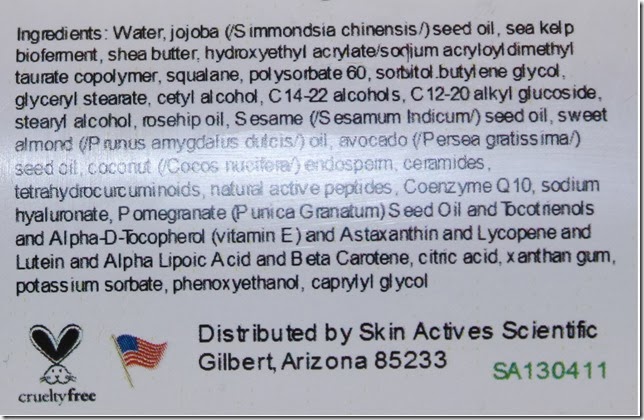 Ingredients: Water, jojoba (/Simmondsia chinensis/) seed oil, sea kelp
bioferment, shea butter, hydroxyethyl acrylate/sodium acryloyldimethyl
taurate copolymer, squalane, polysorbate 60, sorbitol.butylene glycol,
glyceryl stearate, cetyl alcohol, C14-22 alcohols, C12-20 alkyl glucoside,
stearyl alcohol, rosehip oil, Sesame (/Sesamum Indicum/) seed oil, sweet
almond (/Prunus amygdalus dulcis/) oil, avocado (/Persea gratissima/)
seed oil, coconut (/Cocos nucifera/) endosperm, ceramides,
tetrahydrocurcuminoids, natural active peptides, Coenzyme Q10, sodium
hyaluronate, Pomegranate (Punica Granatum) Seed Oil and Tocotrienols
and Alpha-D-Tocopherol (vitamin E) and Astaxanthin and Lycopene and
Lutein and Alpha Lipoic Acid and Beta Carotene, citric acid, xanthan gum,
potassium sorbate, phenoxyethanol, caprylyl glycol
Distributed by Skin Actives Scientific
Gilbert, Arizona 85233
SA130411
crueltyfree